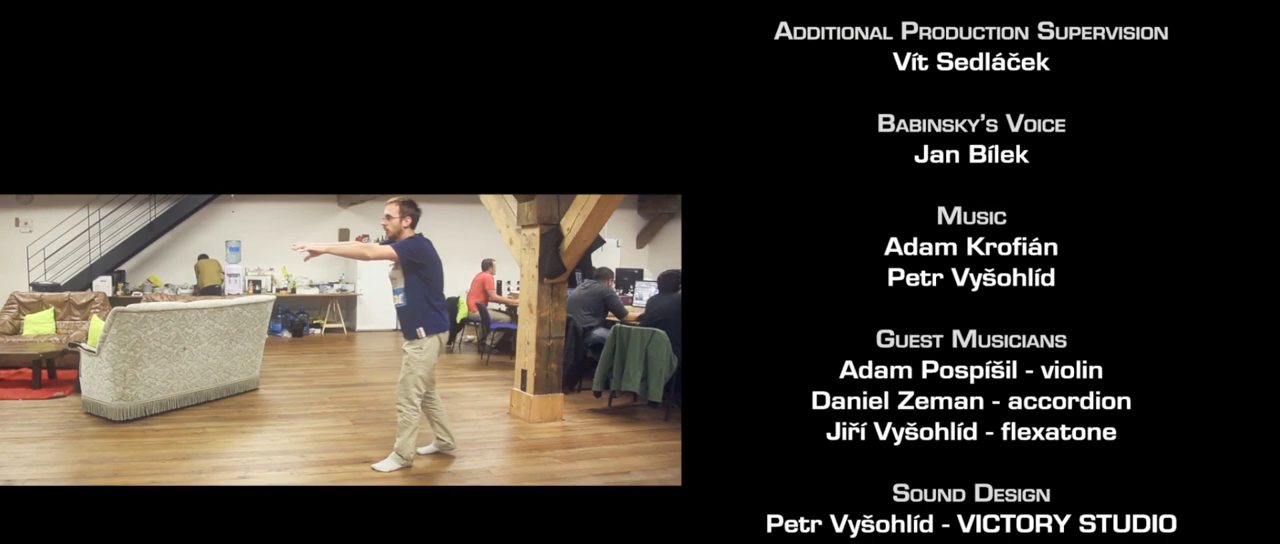 Additional Production Supervision
Vít Sedláček
Babinsky's Voice
Jan Bílek
Music
Adam Krofián
Petr Vyšohlíd
Guest Musicians
Adam Pospíšil - violin
Daniel Zeman - accordion
Jiří Vyšohlíd - flexatone
Sound Design
Petr Vyšohlíd - VICTORY STUDIO